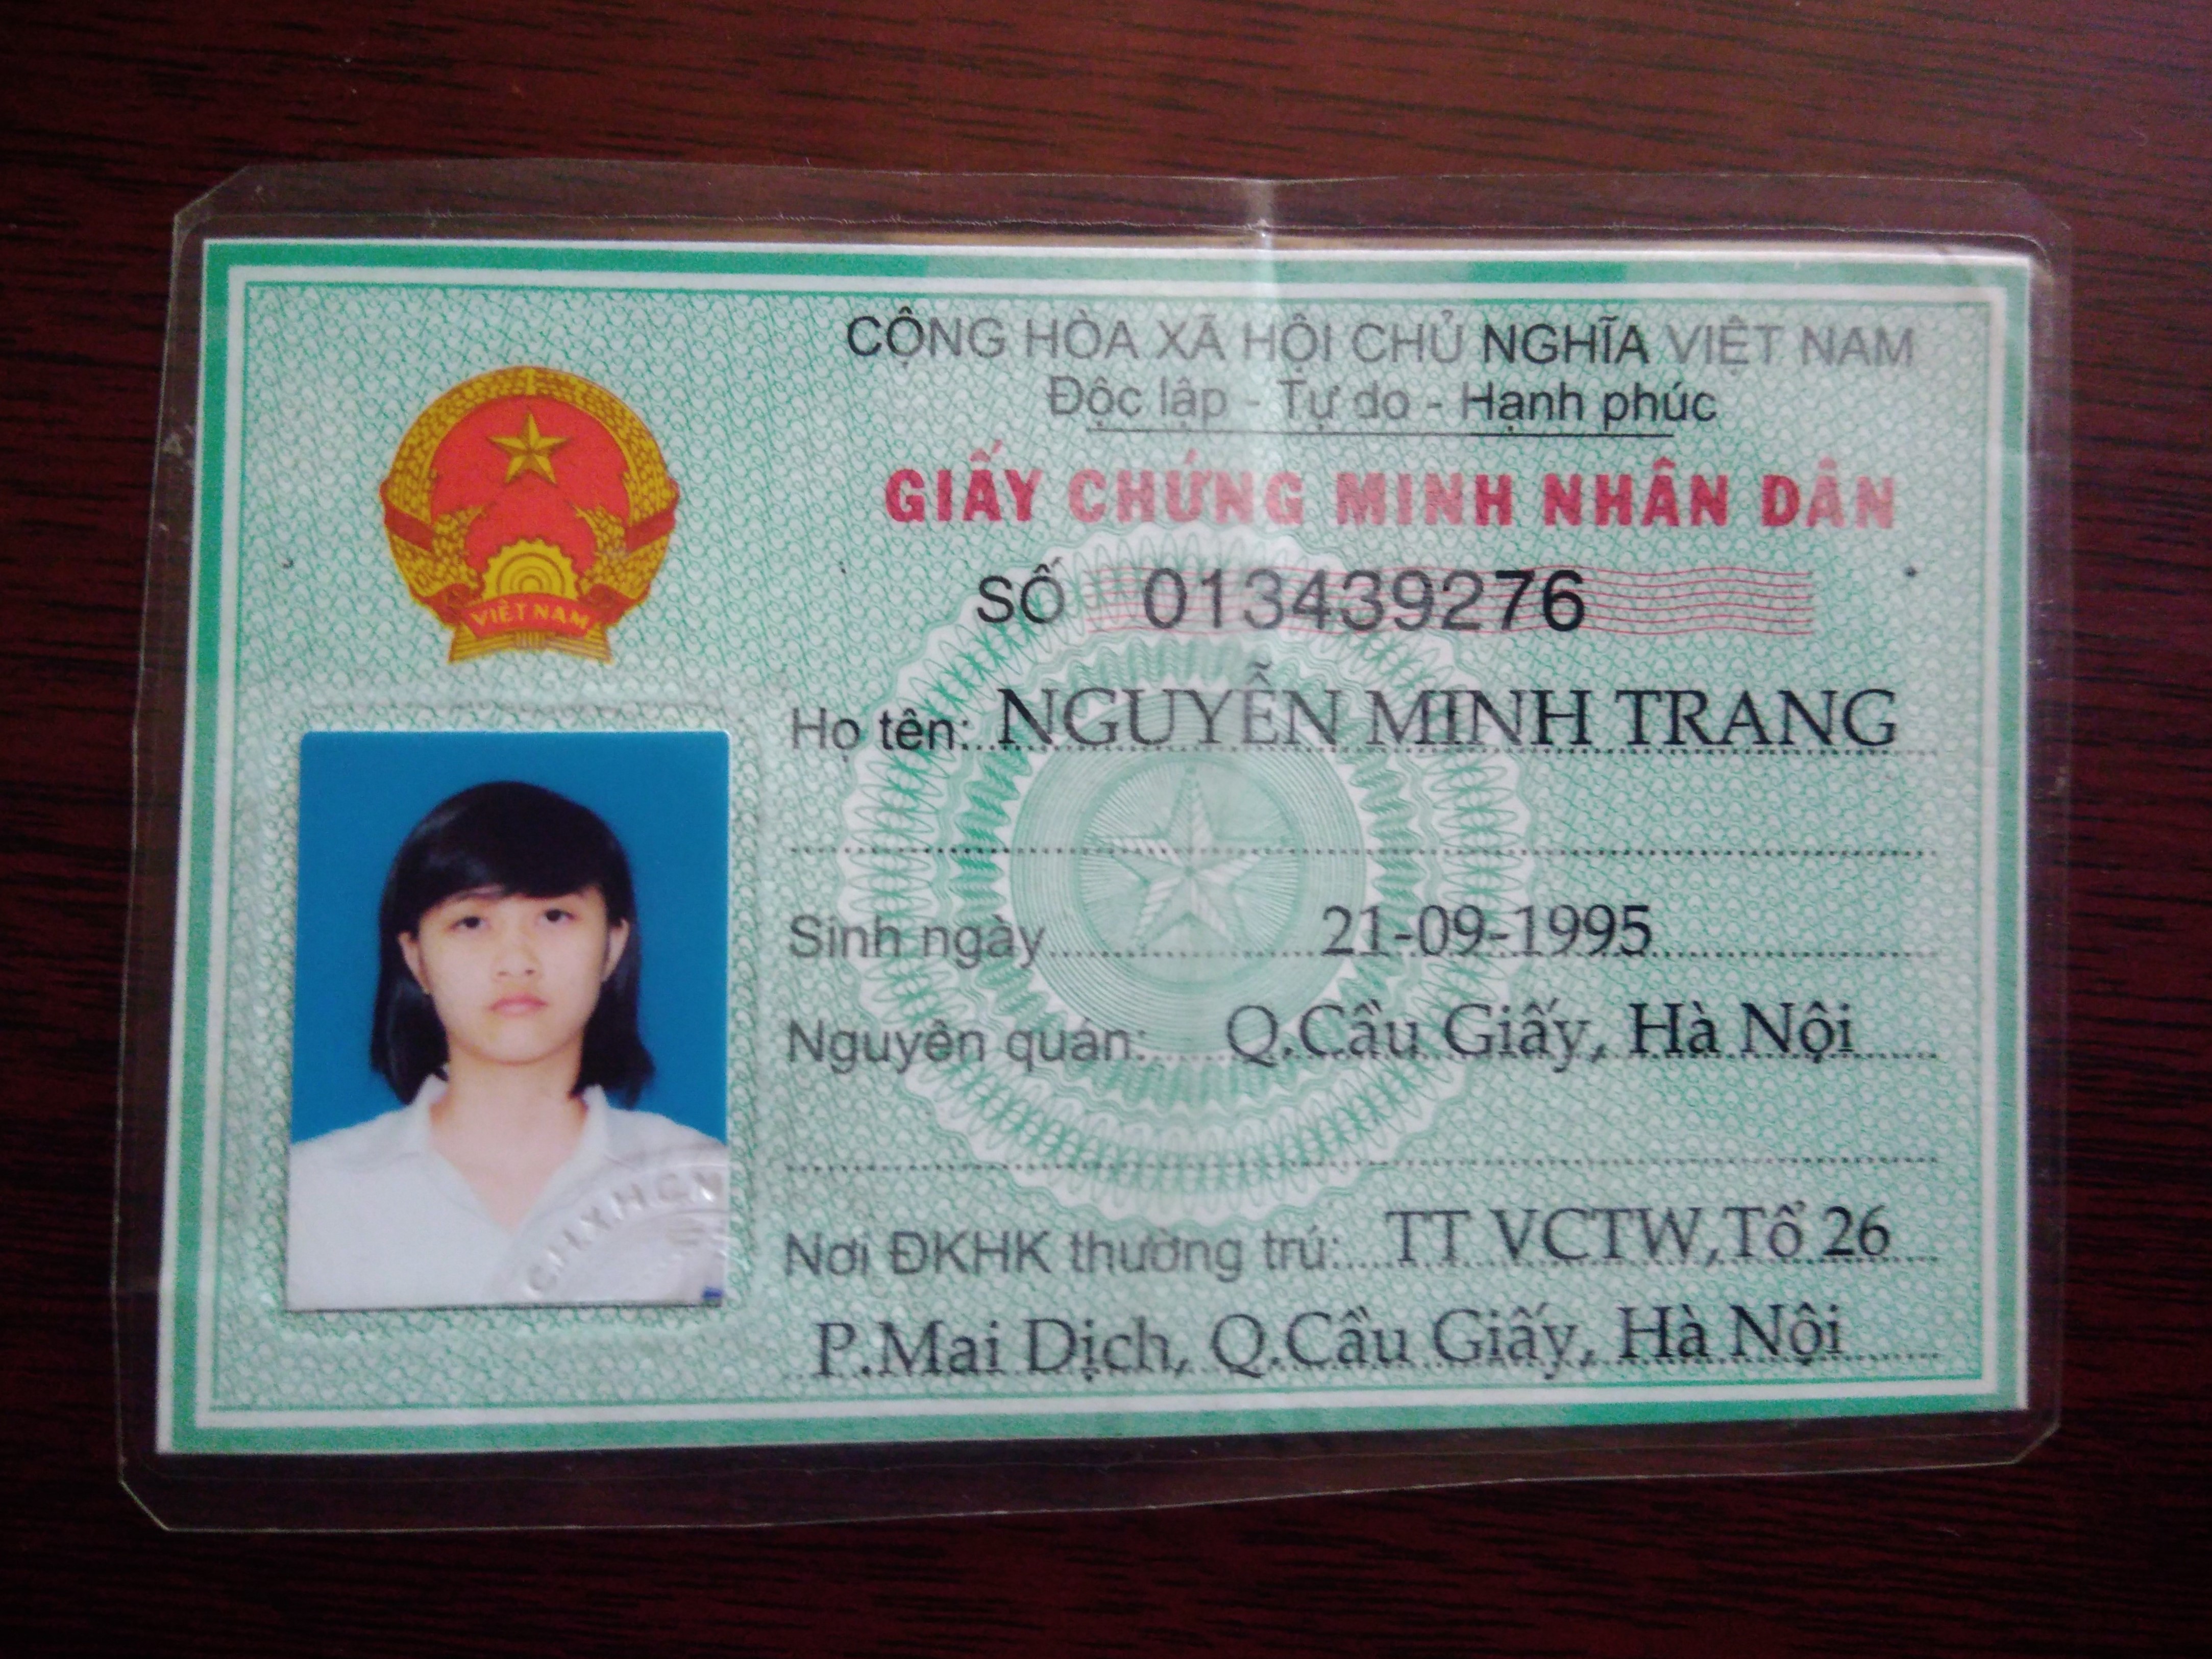 CỘNG HÒA XÃ HỘI CHỦ NGHĨA VIỆT NAM
Độc lập - Tự do - Hạnh phúc
GIẤY CHỨNG MINH NHÂN DÂN
SỐ 013439276
VIỆT NAM
Họ tên: NGUYỄN MINH TRANG
Sinh ngày 21-09-1995
Nguyên quán: Q.Cầu Giấy, Hà Nội
Nơi ĐKHK thường trú: TT VCTW,Tổ 26
P.Mai Dịch, Q.Cầu Giấy, Hà Nội